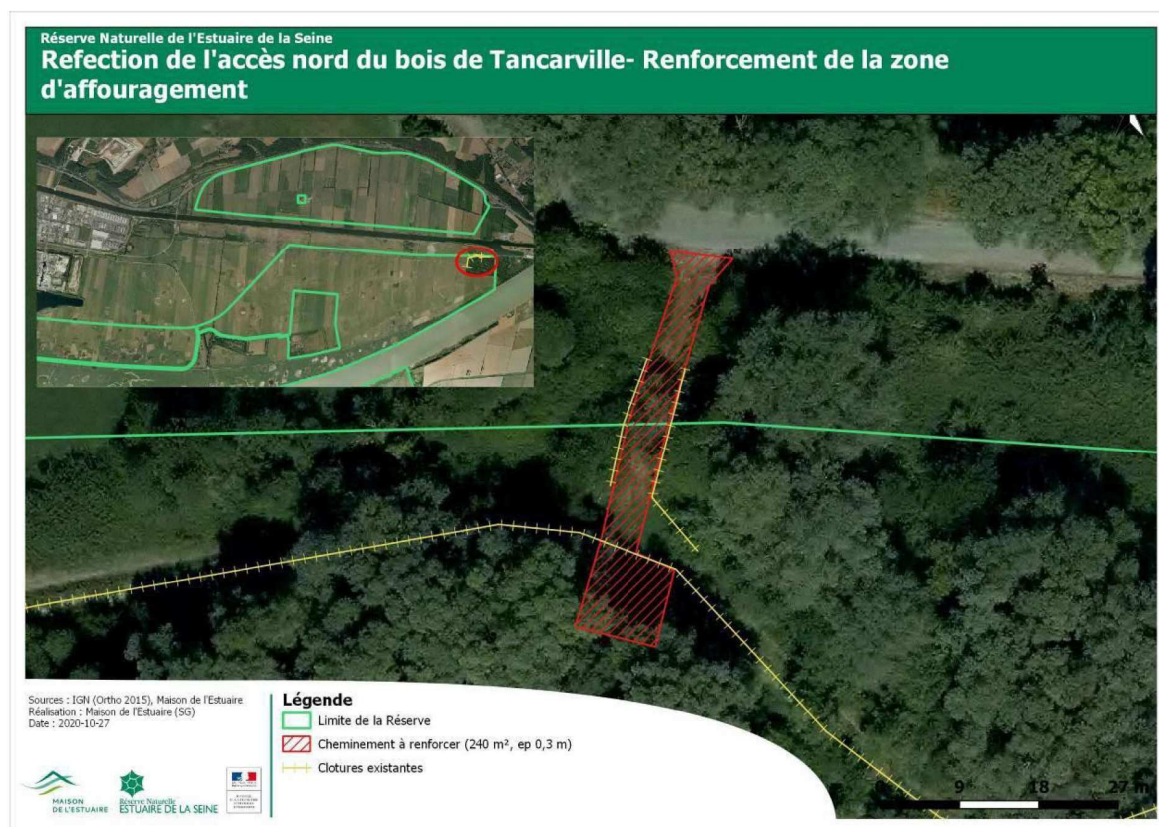 Réserve Naturelle de l'Estuaire de la Seine
Refection de l'accès nord du bois de Tancarville- Renforcement de la zone
d'affouragement
Sources : IGN (Ortho 2015), Maison de l'Estuaire
Réalisation : Maison de l'Estuaire (SG)
Date : 2020-10-27
Légende
Limite de la Réserve
Cheminement à renforcer (240 m², ep 0,3 m)
Clotures existantes
MAISON
DE L'ESTUAIRE
Réserve Naturelle
ESTUAIRE DE LA SEINE
9 18 27 m